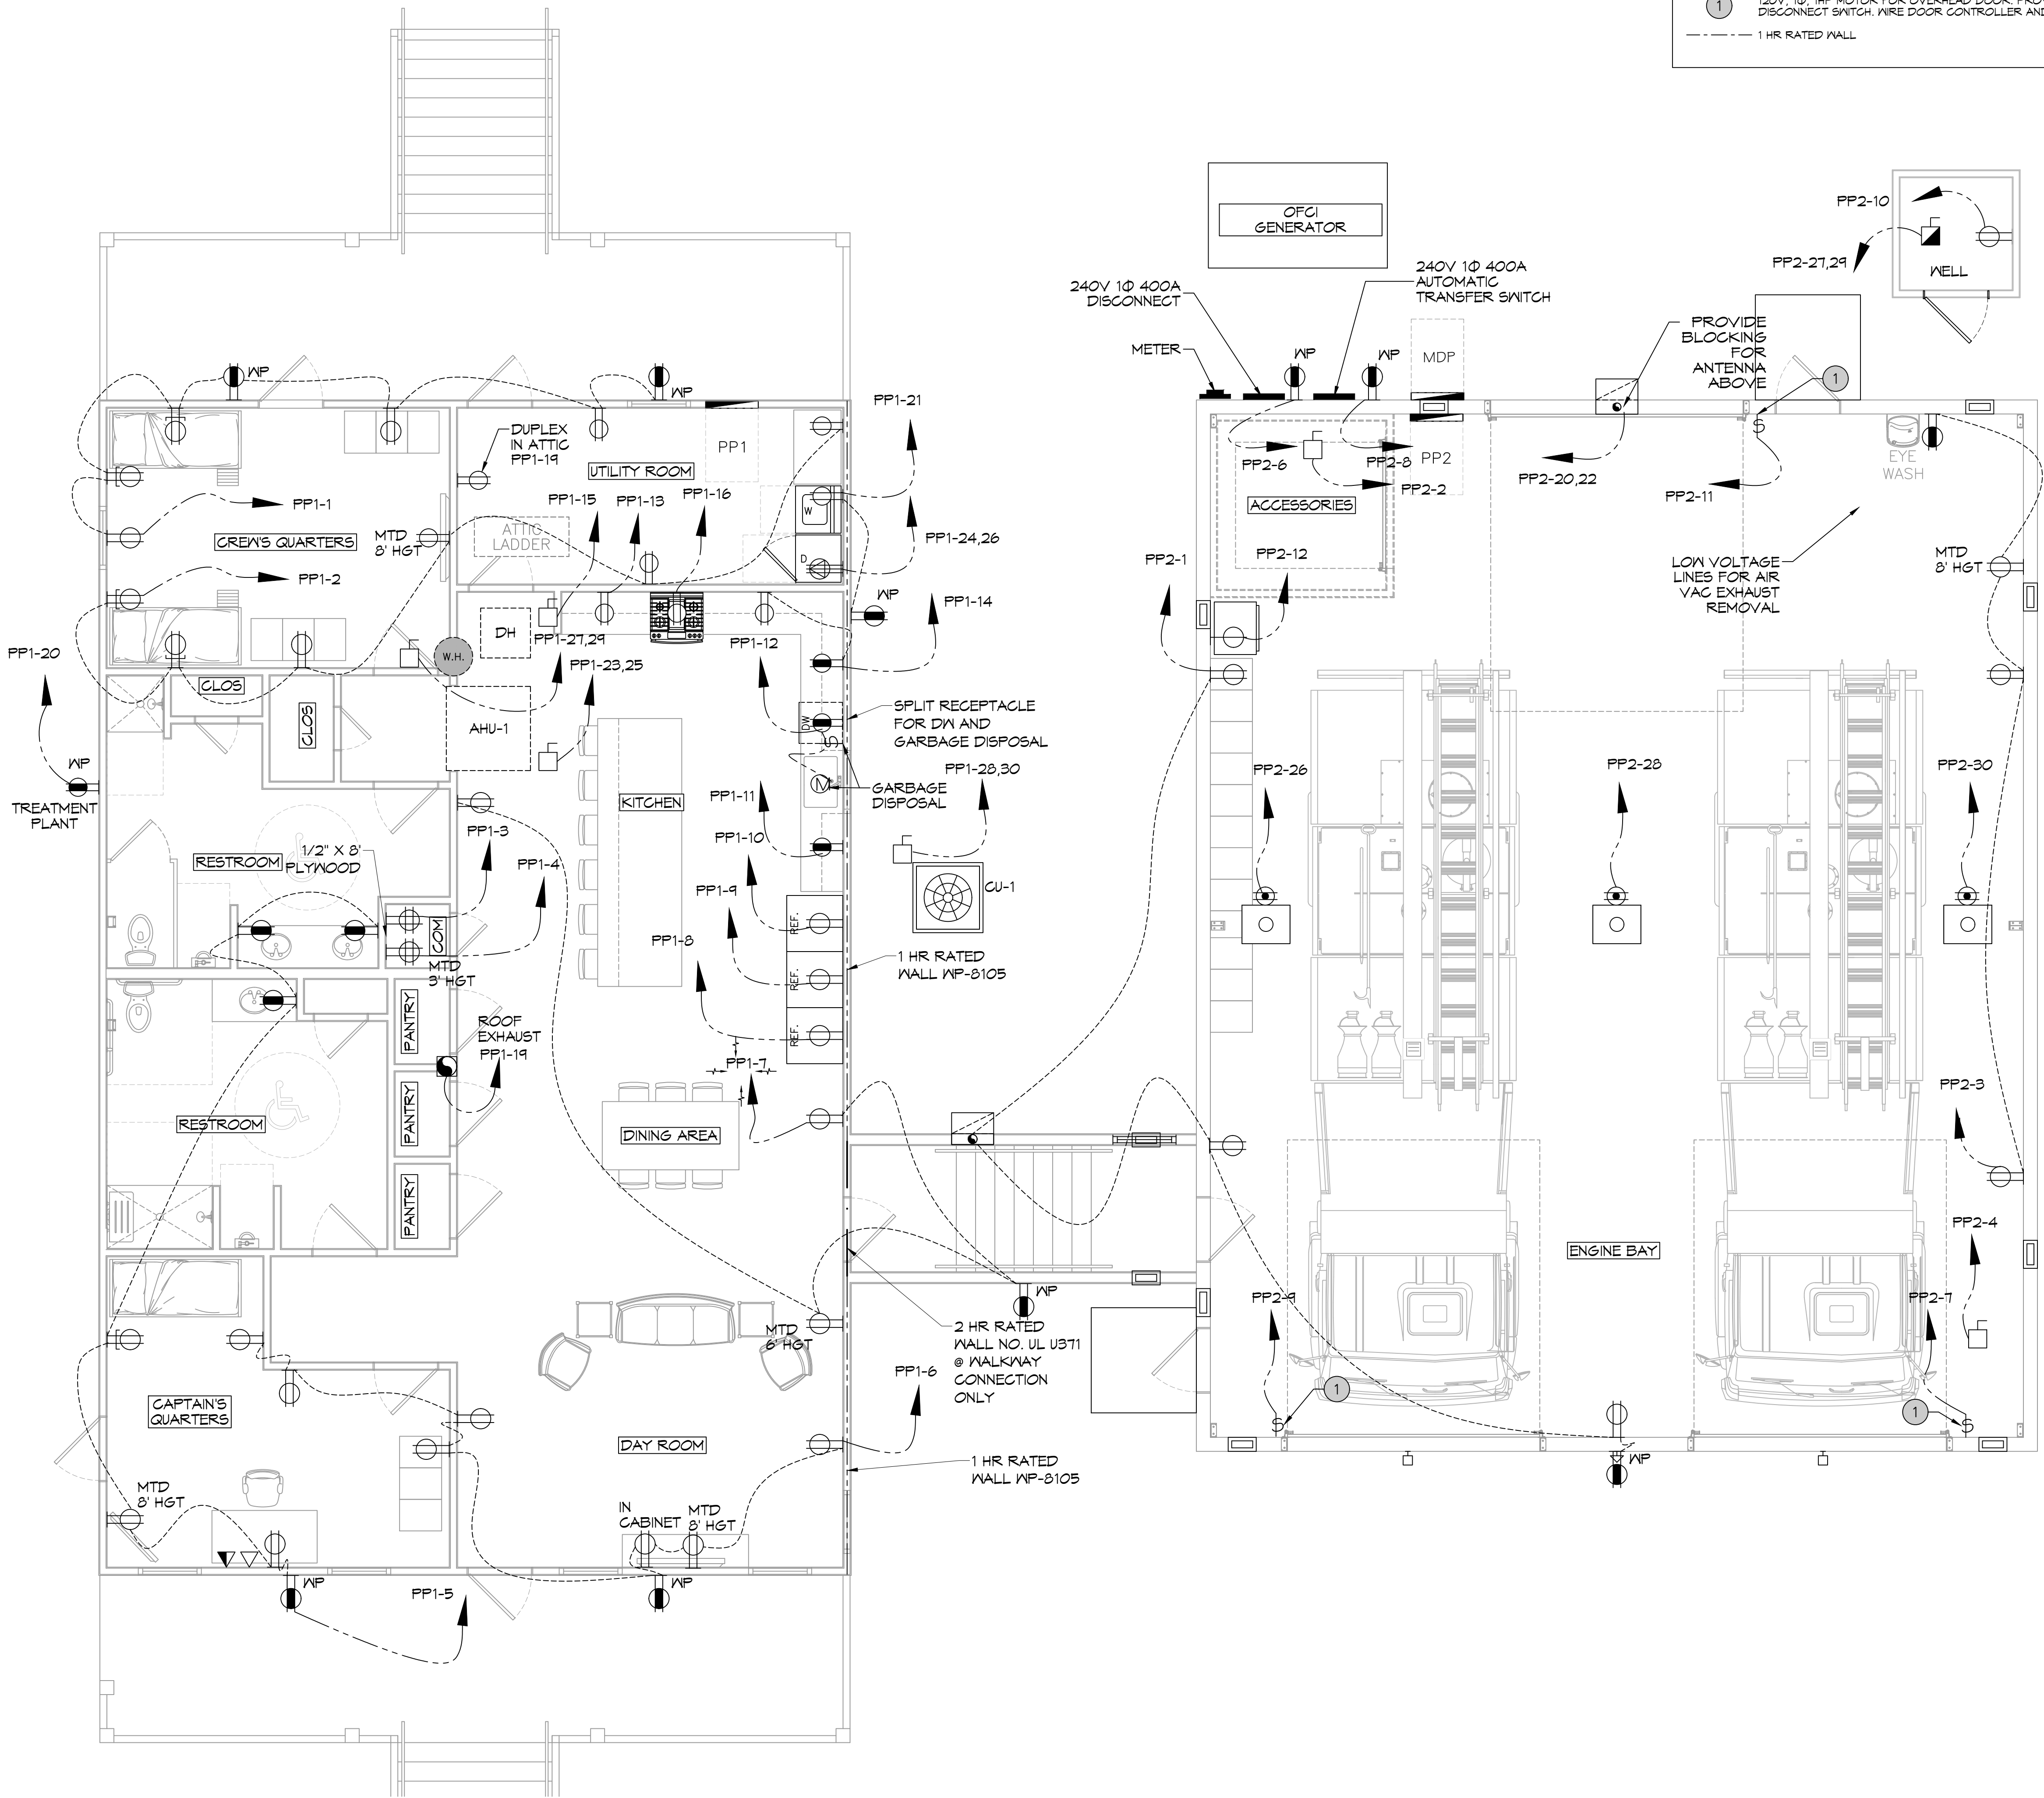 1
120V, 1Φ, 1HP MOTOR FOR OVERHEAD DOOR.
DISCONNECT SWITCH. WIRE DOOR CONTROLLER AND
1 HR RATED WALL
OFCI
GENERATOR
PP2-10
PP2-27,29
WELL
240V 1Φ 400A
DISCONNECT
240V 1Φ 400A
AUTOMATIC
TRANSFER SWITCH
METER
WP
WP
MDP
PROVIDE
BLOCKING
FOR
ANTENNA
ABOVE
1
WP
WP
PP1-21
DUPLEX
IN ATTIC
PP1-19
UTILITY ROOM
PP1
PP2-6
PP2-8
PP2
PP2-2
PP2-20,22
PP2-11
S
EYE
WASH
ACCESSORIES
PP1-15
PP1-13
PP1-16
PP1-1
CREW'S QUARTERS
MTD
8' HGT
ATTIC
LADDER
W
D
PP1-24,26
PP2-12
PP2-1
LOW VOLTAGE
LINES FOR AIR
VAC EXHAUST
REMOVAL
MTD
8' HGT
PP1-2
WP
PP1-14
DH
W.H.
PP1-27,29
PP1-12
PP1-20
PP1-23,25
CLOS
CLOS
AHU-1
DW
S
SPLIT RECEPTACLE
FOR DW AND
GARBAGE DISPOSAL
WP
TREATMENT
PLANT
M
GARBAGE
DISPOSAL
PP1-28,30
PP2-26
PP2-28
PP2-30
KITCHEN
PP1-11
PP1-3
PP1-10
1/2" X 8'
PLYWOOD
RESTROOM
PP1-4
CU-1
PP1-9
REF.
COM
PP1-8
MTD
3' HGT
REF.
1 HR RATED
WALL WP-8105
PANTRY
ROOF
EXHAUST
PP1-19
REF.
PP1-7
PP2-3
RESTROOM
PANTRY
DINING AREA
PANTRY
PP2-4
ENGINE BAY
WP
PP2-9
PP2-7
MTD
6' HGT
2 HR RATED
WALL NO. UL U371
@ WALKWAY
CONNECTION
ONLY
PP1-6
1
S
1
S
CAPTAIN'S
QUARTERS
DAY ROOM
WP
1 HR RATED
WALL WP-8105
MTD
8' HGT
IN
CABINET
MTD
8' HGT
WP
WP
PP1-5